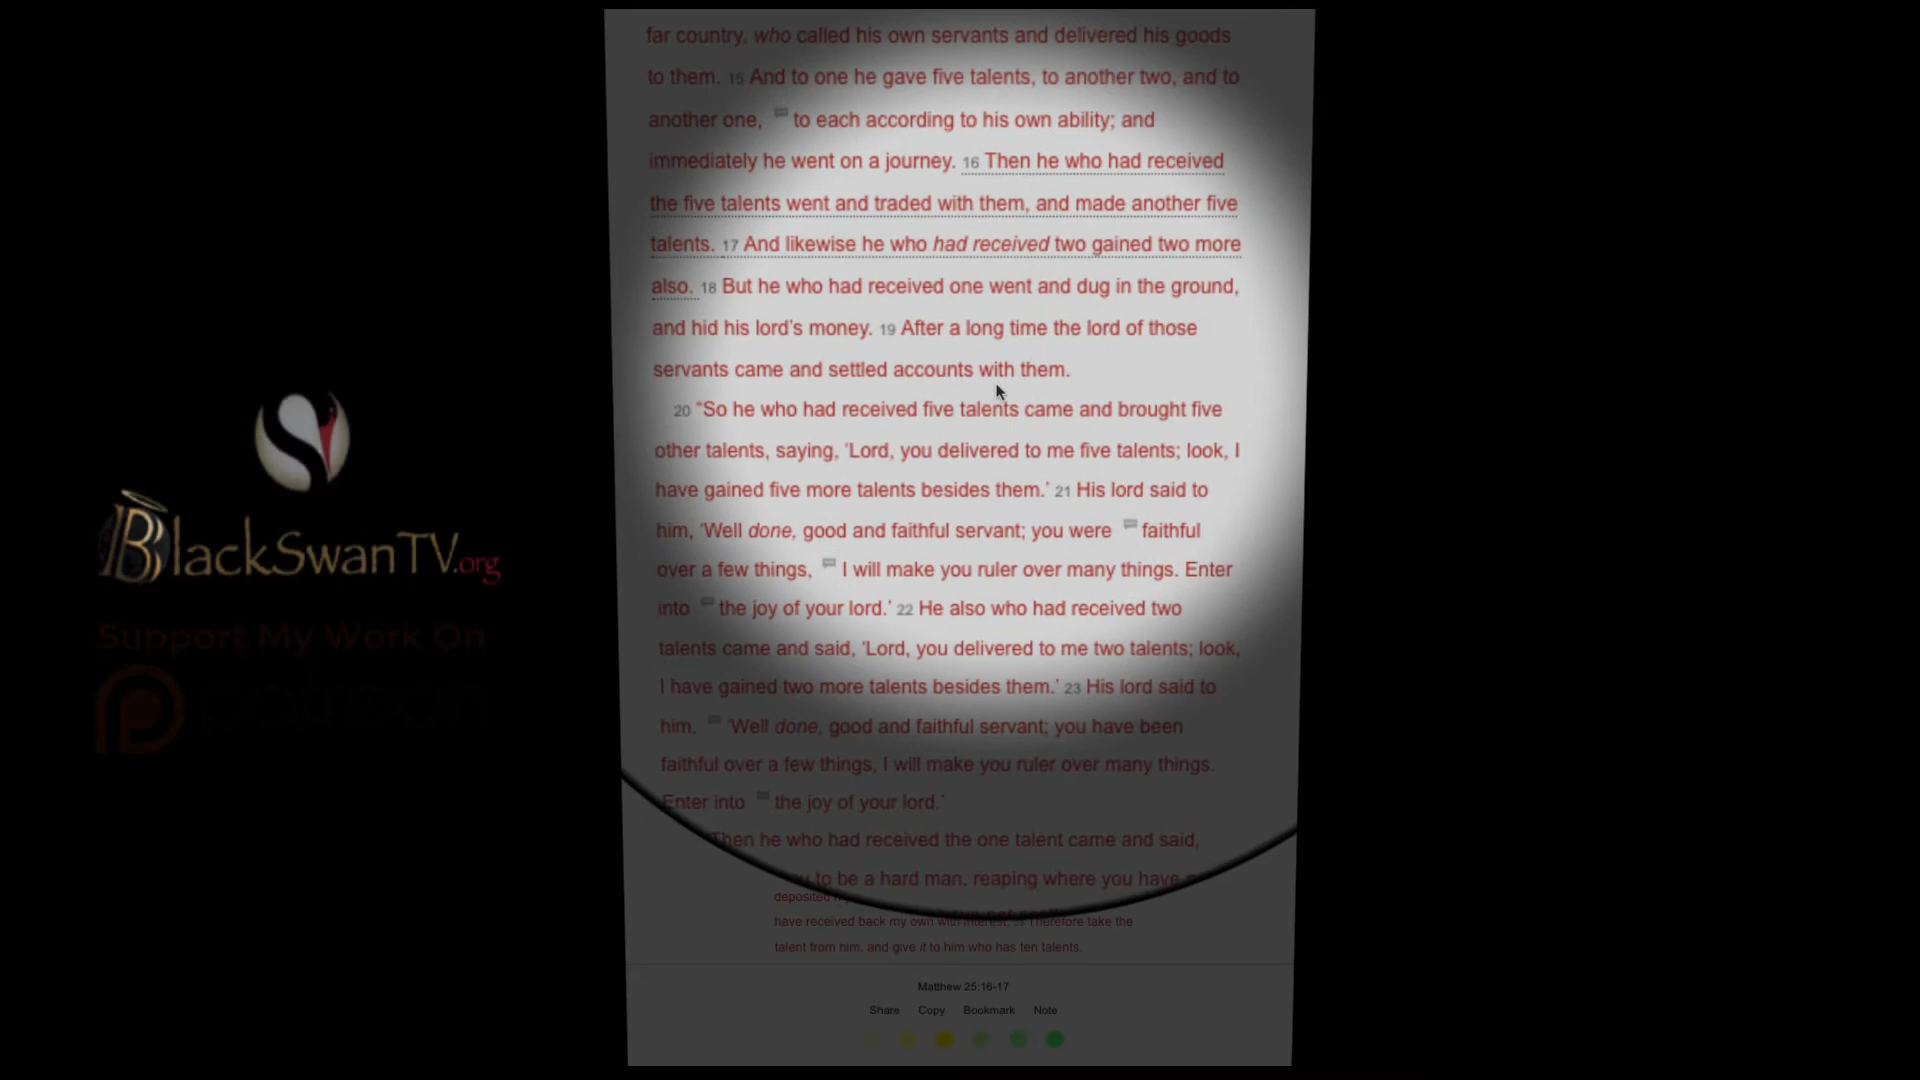 far country, who called his own servants and delivered his goods
to them. 15 And to one he gave five talents, to another two, and to
another one, to each according to his own ability; and
immediately he went on a journey. 16 Then he who had received
the five talents went and traded with them, and made another five
talents. 17 And likewise he who had received two gained two more
also. 18 But he who had received one went and dug in the ground,
and hid his lord's money. 19 After a long time the lord of those
servants came and settled accounts with them.
20 “So he who had received five talents came and brought five
other talents, saying, ‘Lord, you delivered to me five talents; look, I
have gained five more talents besides them.’ 21 His lord said to
him, ‘Well done, good and faithful servant; you were faithful
over a few things, I will make you ruler over many things. Enter
into the joy of your lord.’ 22 He also who had received two
talents came and said, ‘Lord, you delivered to me two talents; look,
I have gained two more talents besides them.’ 23 His lord said to
him, ‘Well done, good and faithful servant; you have been
faithful over a few things, I will make you ruler over many things.
Enter into the joy of your lord.’
Then he who had received the one talent came and said,
to be a hard man, reaping where you have
deposited
have received back my own with interest. Therefore take the
talent from him, and give it to him who has ten talents.
Matthew 25:16-17
Share Copy Bookmark Note
BlackSwanTV.org
Support My Work On
patreon